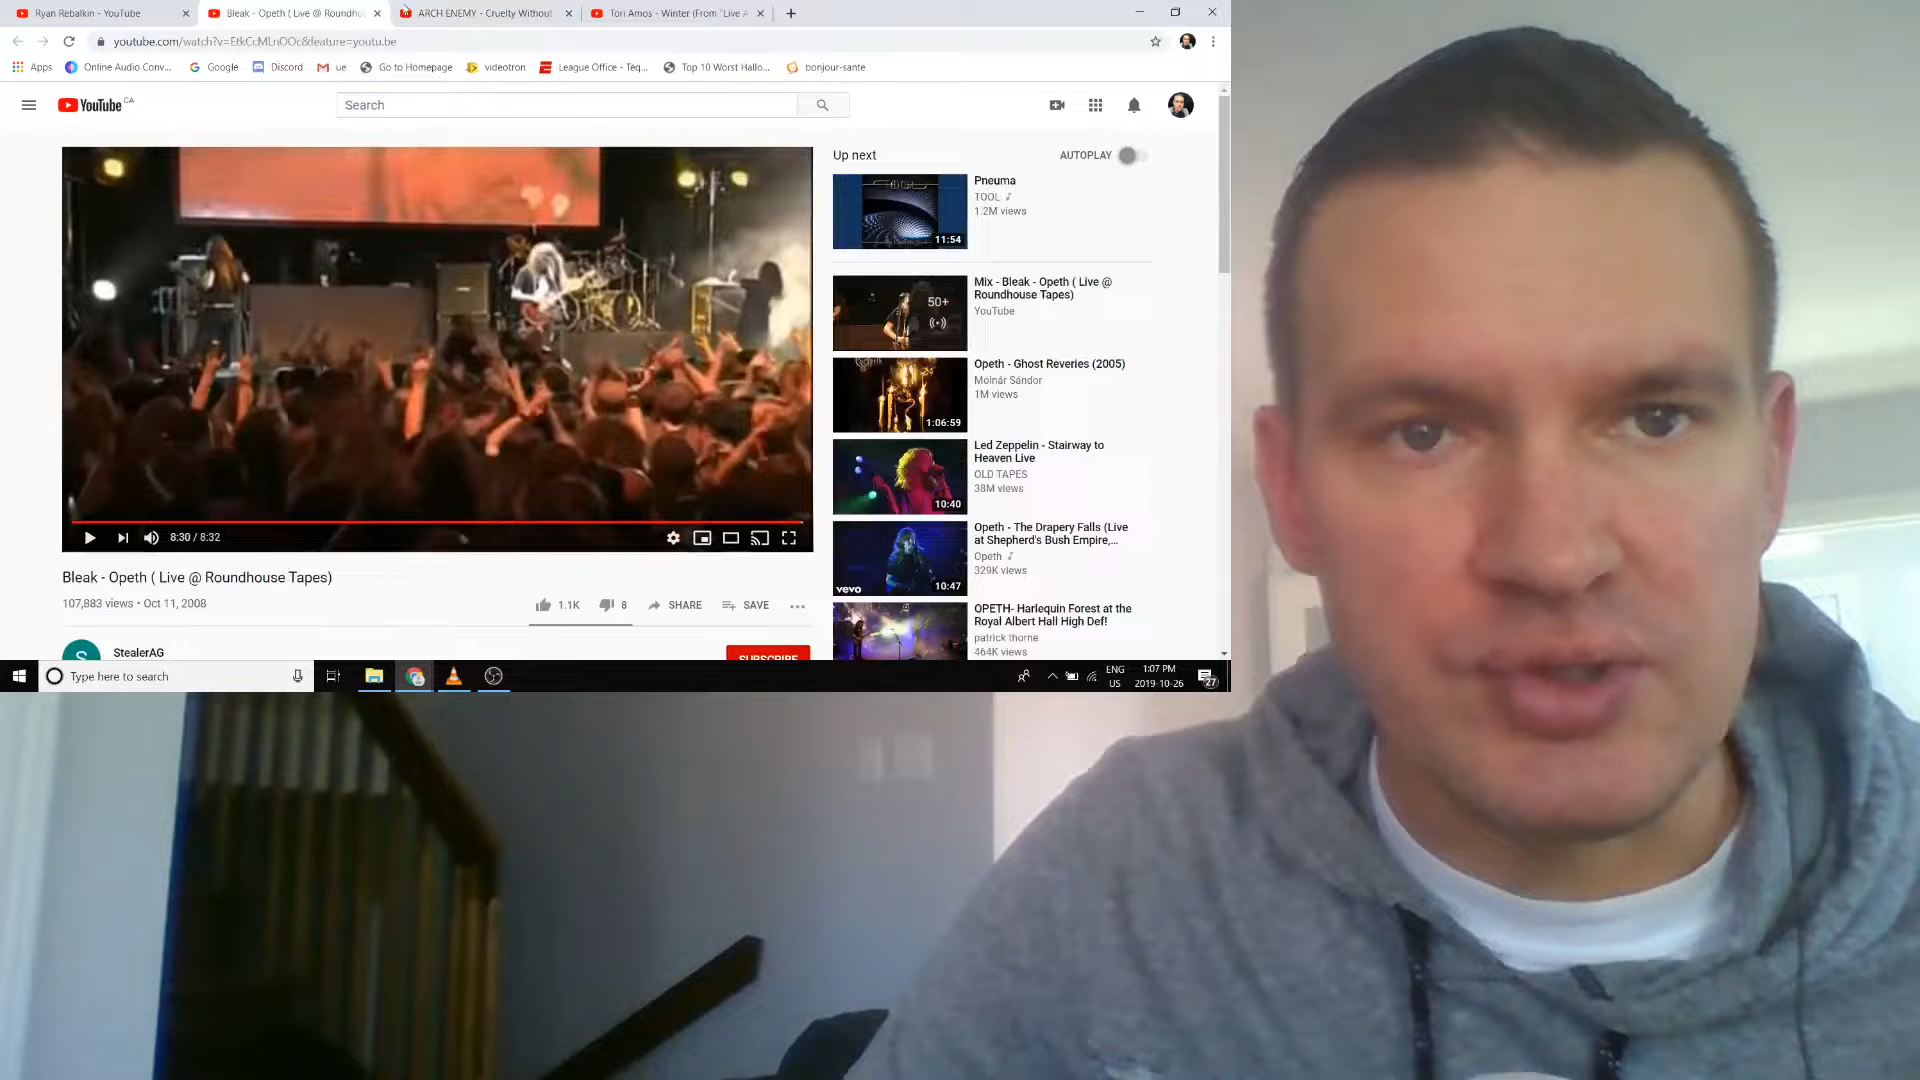 Ryan Rebalkin - YouTube
Bleak - Opeth ( Live @ Roundho
ARCH ENEMY - Cruelty Without
Tori Amos - Winter (From "Live A
youtube.com/watch?v=EtkCcMLnOOc&feature=youtu.be
Apps
Online Audio Conv...
Google
Discord
ue
Go to Homepage
videotron
League Office - Teq...
Top 10 Worst Hallo...
bonjour-sante
YouTube CA
Search
Up next
AUTOPLAY
Pneuma
TOOL
1.2M views
11:54
Mix - Bleak - Opeth ( Live @
Roundhouse Tapes)
YouTube
50+
Opeth - Ghost Reveries (2005)
Molnár Sándor
1M views
1:06:59
Led Zeppelin - Stairway to
Heaven Live
OLD TAPES
38M views
10:40
Opeth - The Drapery Falls (Live
at Shepherd's Bush Empire,...
Opeth
329K views
vevo
10:47
OPETH- Harlequin Forest at the
Royal Albert Hall High Def!
patrick thorne
464K views
8:30 / 8:32
Bleak - Opeth ( Live @ Roundhouse Tapes)
107,883 views • Oct 11, 2008
1.1K
8
SHARE
SAVE
S
StealerAG
SUBSCRIBE
Type here to search
ENG
US
1:07 PM
2019-10-26
27